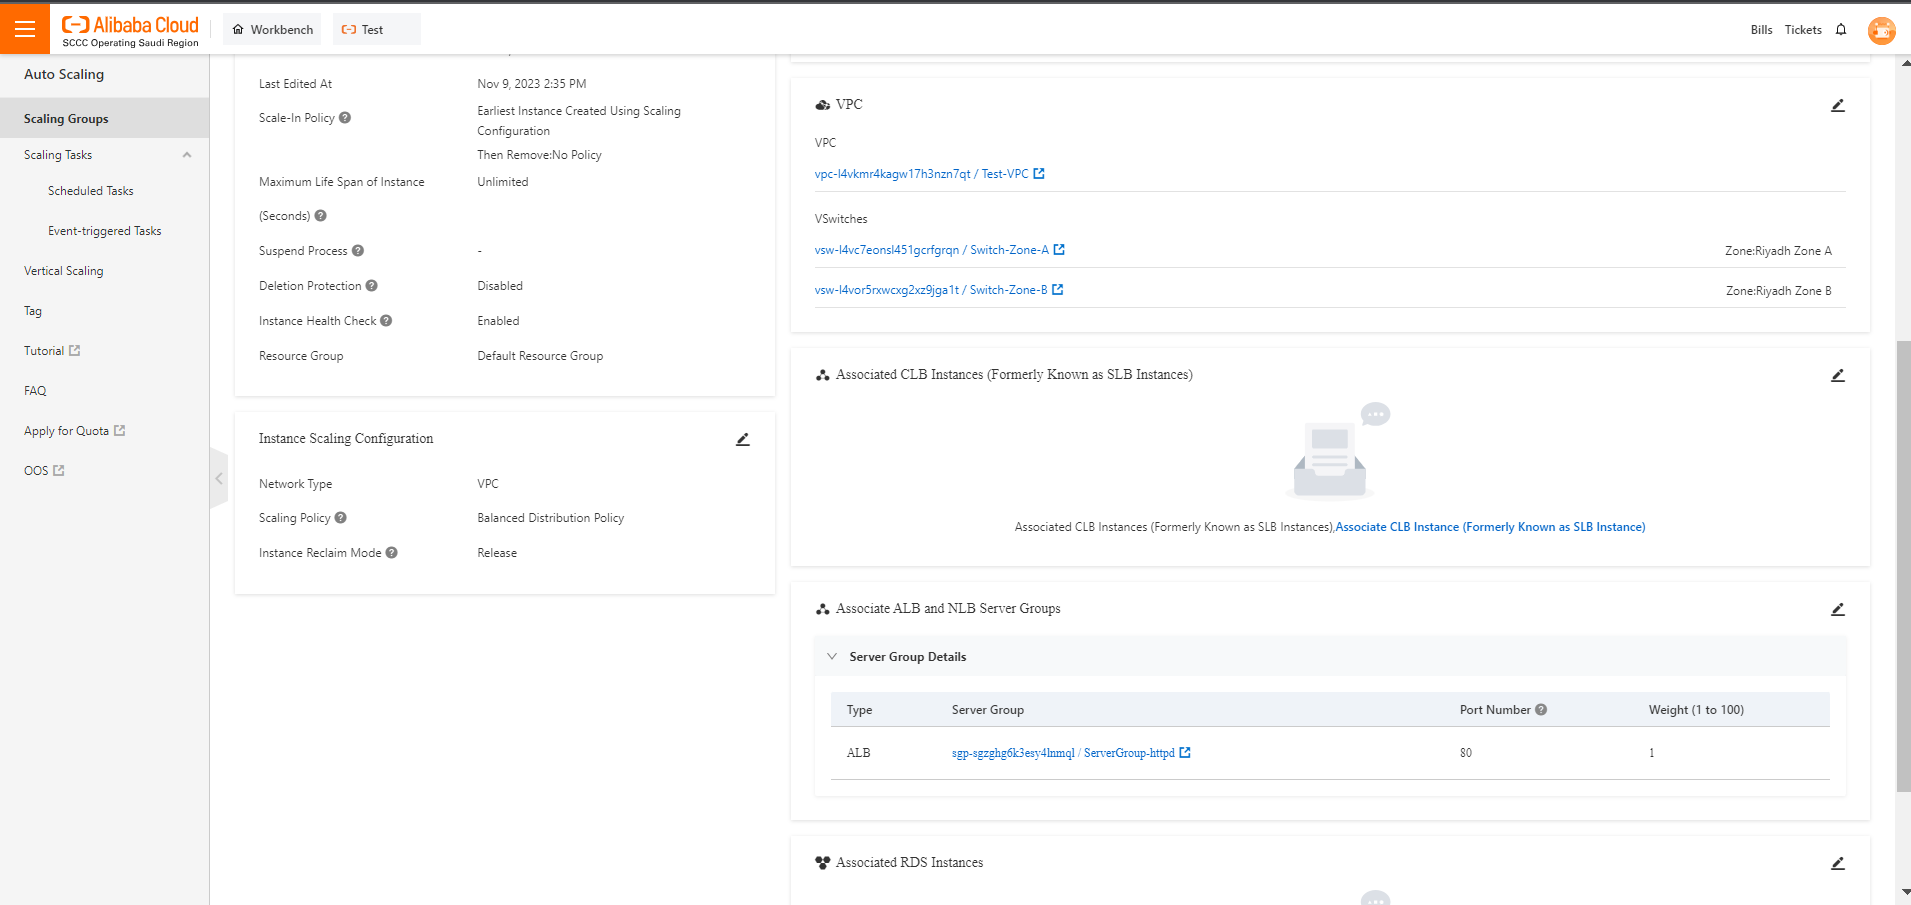 Alibaba Cloud
SCCC Operating Saudi Region
Workbench
Test
Bills
Tickets
Auto Scaling
Scaling Groups
Scaling Tasks
Scheduled Tasks
Event-triggered Tasks
Vertical Scaling
Tag
Tutorial
FAQ
Apply for Quota
OOS
Last Edited At
Nov 9, 2023 2:35 PM
Scale-In Policy
Earliest Instance Created Using Scaling
Configuration
Then Remove:No Policy
Maximum Life Span of Instance
(Seconds)
Unlimited
Suspend Process
-
Deletion Protection
Disabled
Instance Health Check
Enabled
Resource Group
Default Resource Group
Instance Scaling Configuration
Network Type
VPC
Scaling Policy
Balanced Distribution Policy
Instance Reclaim Mode
Release
VPC
VPC
vpc-l4vkmr4kagw17h3nzn7qt / Test-VPC
VSwitches
vsw-l4vc7eonsl451gcrfgrqn / Switch-Zone-A
Zone:Riyadh Zone A
vsw-l4vor5rxwcxg2xz9jga1t / Switch-Zone-B
Zone:Riyadh Zone B
Associated CLB Instances (Formerly Known as SLB Instances)
Associated CLB Instances (Formerly Known as SLB Instances),Associate CLB Instance (Formerly Known as SLB Instance)
Associate ALB and NLB Server Groups
Server Group Details
Type
Server Group
Port Number
Weight (1 to 100)
ALB
sgp-sgzghg6k3esy4lnmql / ServerGroup-httpd
80
1
Associated RDS Instances